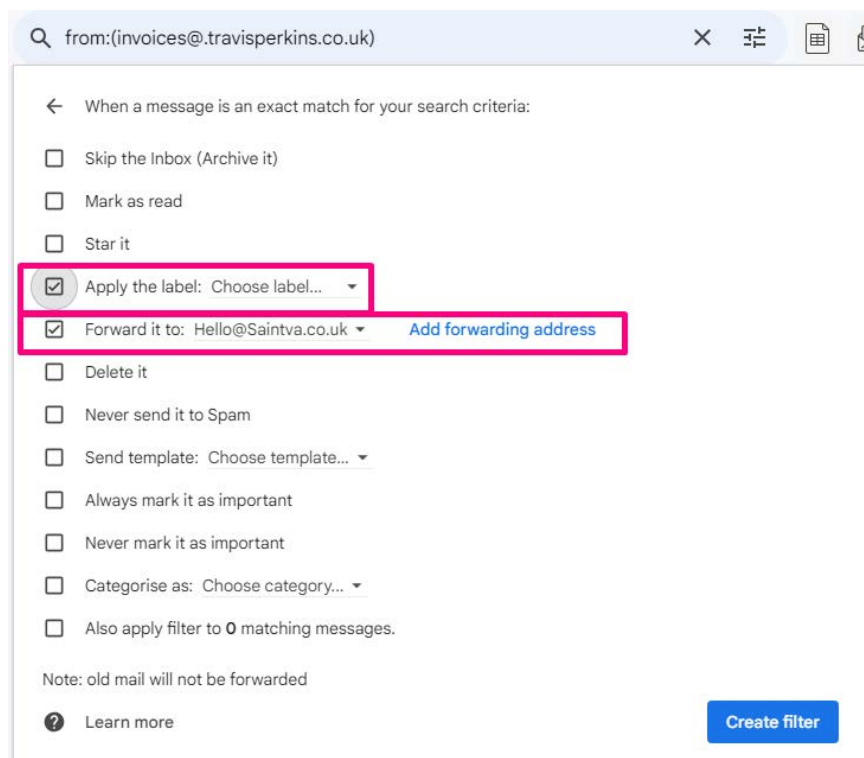 from:(invoices@.travisperkins.co.uk)
When a message is an exact match for your search criteria:
Skip the Inbox (Archive it)
Mark as read
Star it
Apply the label: Choose label...
Forward it to: Hello@Saintva.co.uk Add forwarding address
Delete it
Never send it to Spam
Send template: Choose template...
Always mark it as important
Never mark it as important
Categorise as: Choose category...
Also apply filter to 0 matching messages.
Note: old mail will not be forwarded
Learn more Create filter